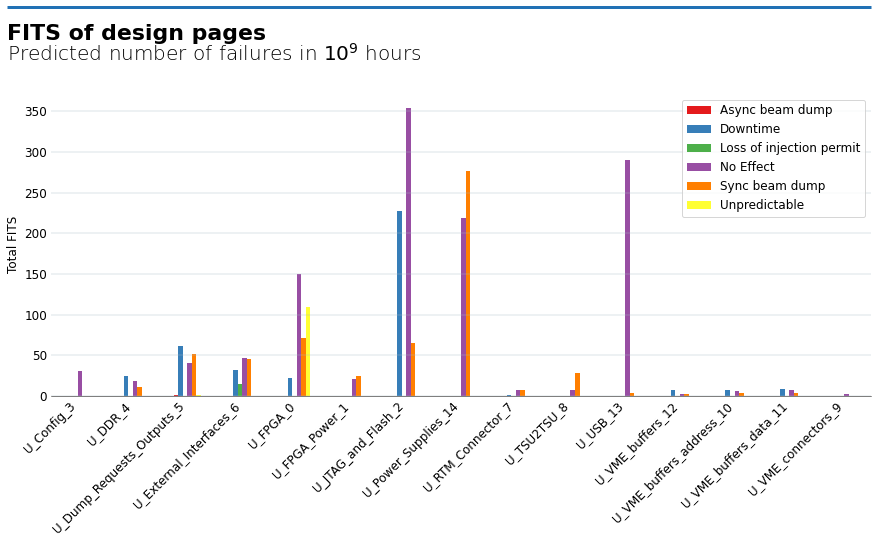 FITS of design pages
Predicted number of failures in 10⁹ hours
Async beam dump
Downtime
Loss of injection permit
No Effect
Sync beam dump
Unpredictable
Total FITS
350
300
250
200
150
100
50
0
U_Config_3
U_DDR_4
U_Dump_Requests_Outputs_5
U_External_Interfaces_6
U_FPGA_0
U_FPGA_Power_1
U_JTAG_and_Flash_2
U_Power_Supplies_14
U_RTM_Connector_7
U_TSU2TSU_8
U_USB_13
U_VME_buffers_12
U_VME_buffers_address_10
U_VME_buffers_data_11
U_VME_connectors_9